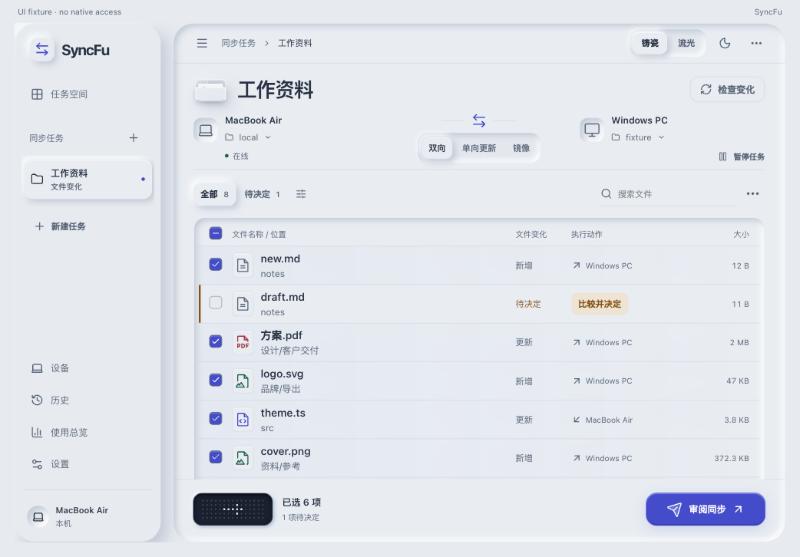 UI fixture · no native access
SyncFu
SyncFu
任务空间
同步任务
工作资料
文件变化
新建任务
设备
历史
使用总览
设置
MacBook Air
本机
同步任务 › 工作资料
铸瓷 流光
工作资料
检查变化
MacBook Air
local
在线
双向 单向更新 镜像
Windows PC
fixture
暂停任务
全部 8 待决定 1
搜索文件
文件名称 / 位置 文件变化 执行动作 大小
new.md
notes
新增 Windows PC 12 B
draft.md
notes
待决定 比较并决定 11 B
PDF
方案.pdf
设计/客户交付
更新 Windows PC 2 MB
logo.svg
品牌/导出
新增 Windows PC 47 KB
theme.ts
src
更新 MacBook Air 3.8 KB
cover.png
资料/参考
新增 Windows PC 372.3 KB
已选 6 项
1 项待决定
审阅同步